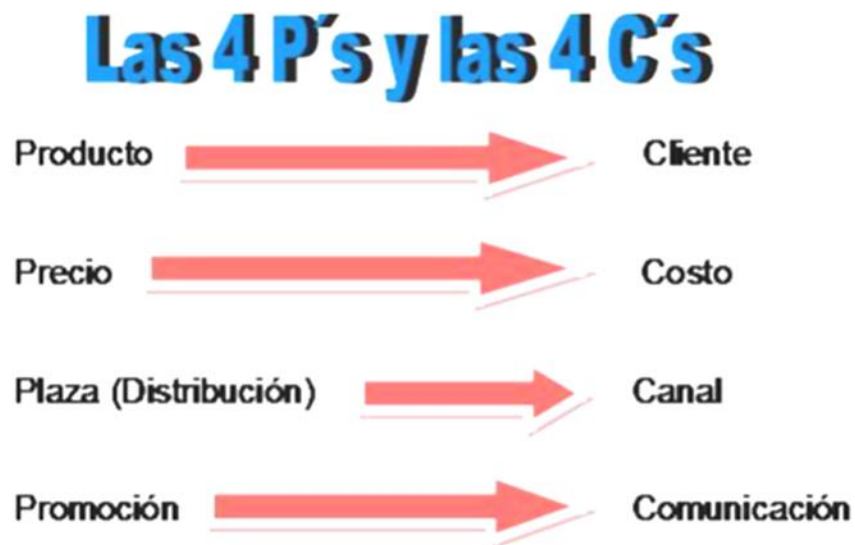 Las 4 P´s y las 4 C´s
Producto Cliente
Precio Costo
Plaza (Distribución) Canal
Promoción Comunicación